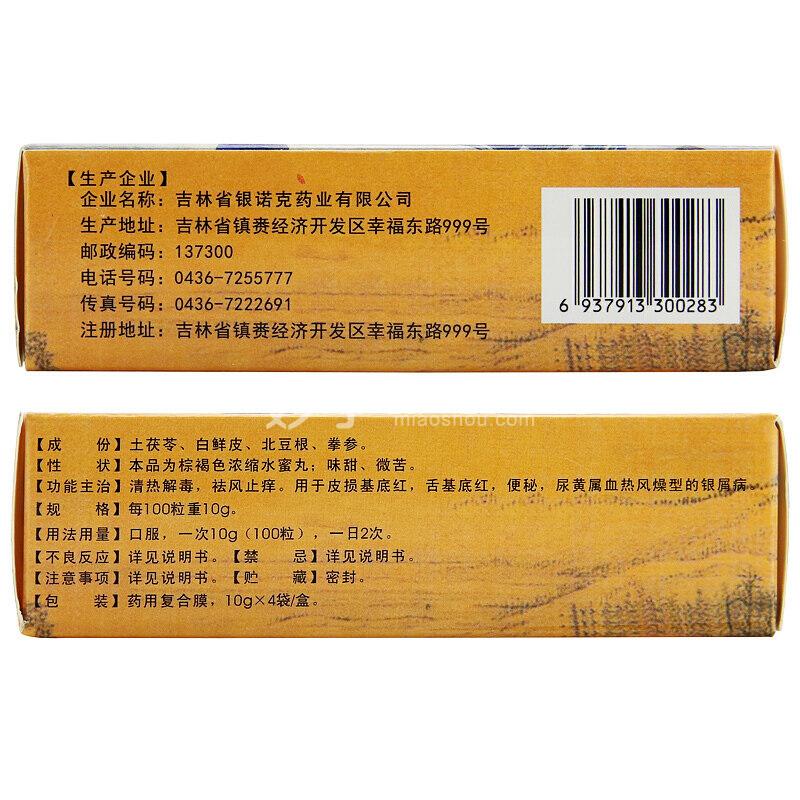 【生产企业】
企业名称：吉林省银诺克药业有限公司
生产地址：吉林省镇赉经济开发区幸福东路999号
邮政编码：137300
电话号码：0436-7255777
传真号码：0436-7222691
注册地址：吉林省镇赉经济开发区幸福东路999号
6 937913 300283
miaoshou.com
【成　份】土茯苓、白鲜皮、北豆根、拳参。
【性　状】本品为棕褐色浓缩水蜜丸；味甜、微苦。
【功能主治】清热解毒，祛风止痒。用于皮损基底红，舌基底红，便秘，尿黄属血热风燥型的银屑病。
【规　格】每100粒重10g。
【用法用量】口服，一次10g（100粒），一日2次。
【不良反应】详见说明书。【禁　忌】详见说明书。
【注意事项】详见说明书。【贮　藏】密封。
【包　装】药用复合膜，10g×4袋/盒。